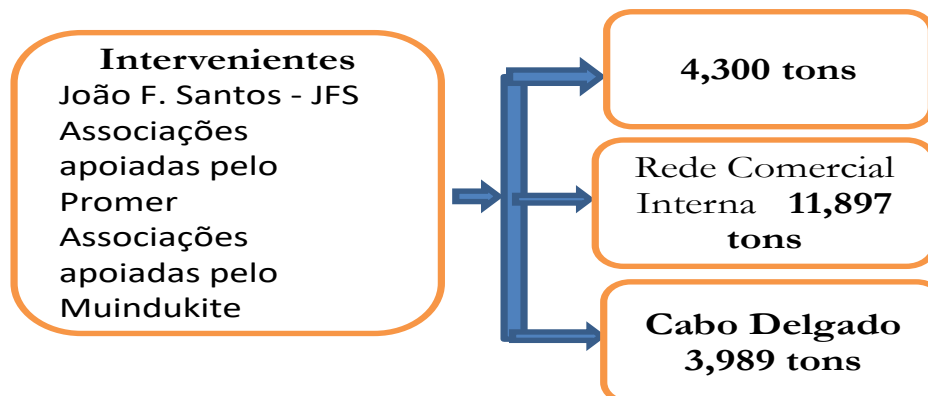 Intervenientes
João F. Santos - JFS
Associações
apoiadas pelo
Promer
Associações
apoiadas pelo
Muindukite
4,300 tons
Rede Comercial
Interna 11,897
tons
Cabo Delgado
3,989 tons